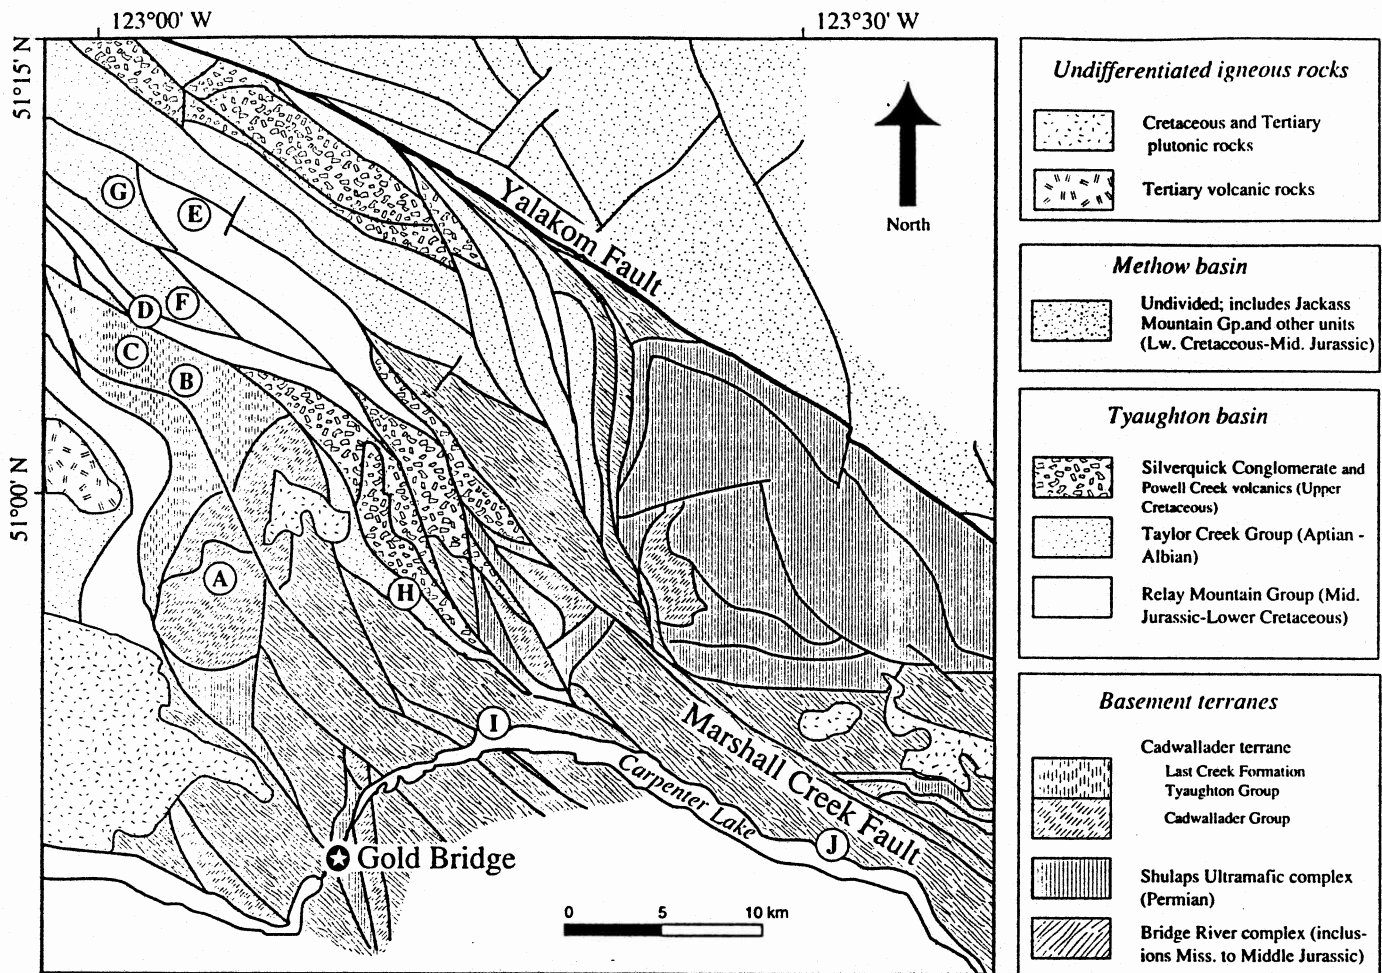 123°00' W
123°30' W
51°15' N
51°00' N
North
G
E
D
F
C
B
A
H
I
J
Yalakom Fault
Marshall Creek Fault
Carpenter Lake
Gold Bridge
0 5 10 km
Undifferentiated igneous rocks
Cretaceous and Tertiary
plutonic rocks
Tertiary volcanic rocks
Methow basin
Undivided; includes Jackass
Mountain Gp.and other units
(Lw. Cretaceous-Mid. Jurassic)
Tyaughton basin
Silverquick Conglomerate and
Powell Creek volcanics (Upper
Cretaceous)
Taylor Creek Group (Aptian -
Albian)
Relay Mountain Group (Mid.
Jurassic-Lower Cretaceous)
Basement terranes
Cadwallader terrane
Last Creek Formation
Tyaughton Group
Cadwallader Group
Shulaps Ultramafic complex
(Permian)
Bridge River complex (inclus-
ions Miss. to Middle Jurassic)